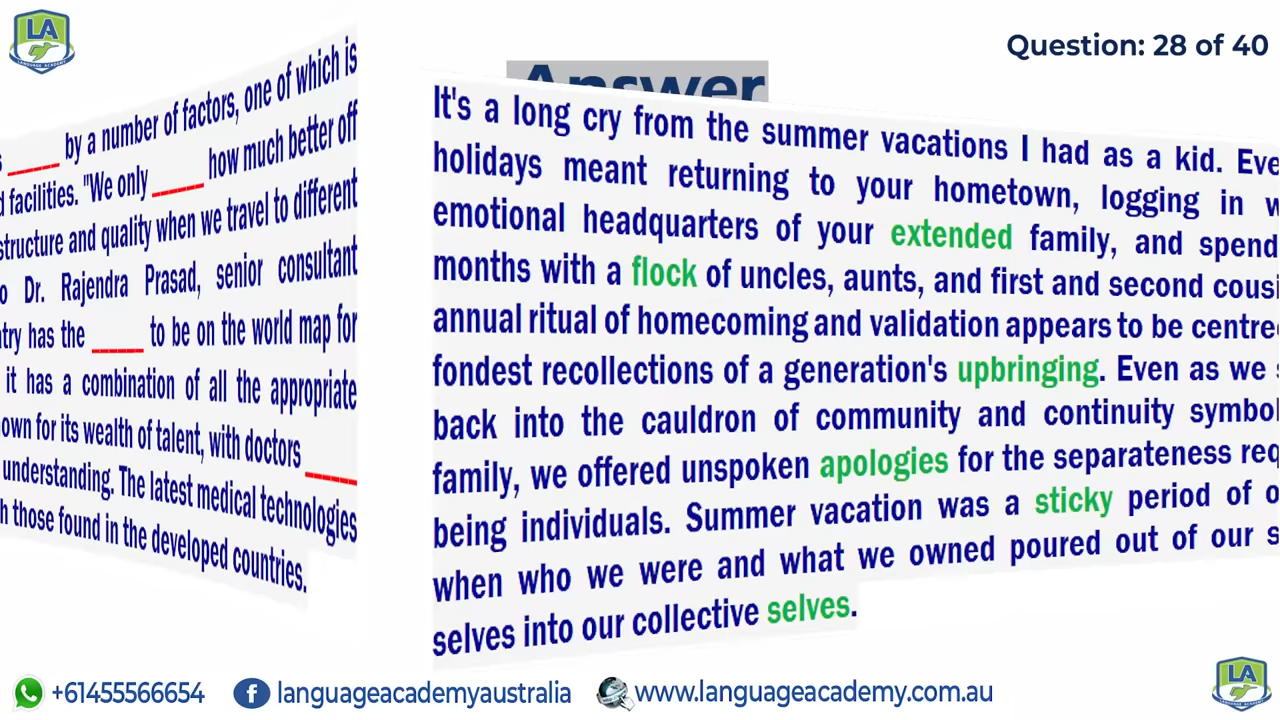 LA
LANGUAGE ACADEMY
Question: 28 of 40
Answer
_____ by a number of factors, one of which is
facilities. "We only _____ how much better off
structure and quality when we travel to different
Dr. Rajendra Prasad, senior consultant
has the _____ to be on the world map for
it has a combination of all the appropriate
for its wealth of talent, with doctors _____
understanding. The latest medical technologies
those found in the developed countries.
It's a long cry from the summer vacations I had as a kid.
holidays meant returning to your hometown, logging in
emotional headquarters of your extended family, and
months with a flock of uncles, aunts, and first and second
annual ritual of homecoming and validation appears to be
fondest recollections of a generation's upbringing. Even as we
back into the cauldron of community and continuity
family, we offered unspoken apologies for the separateness
being individuals. Summer vacation was a sticky period of
when who we were and what we owned poured out of our
selves into our collective selves.
+61455566654 languageacademyaustralia www.languageacademy.com.au
LA